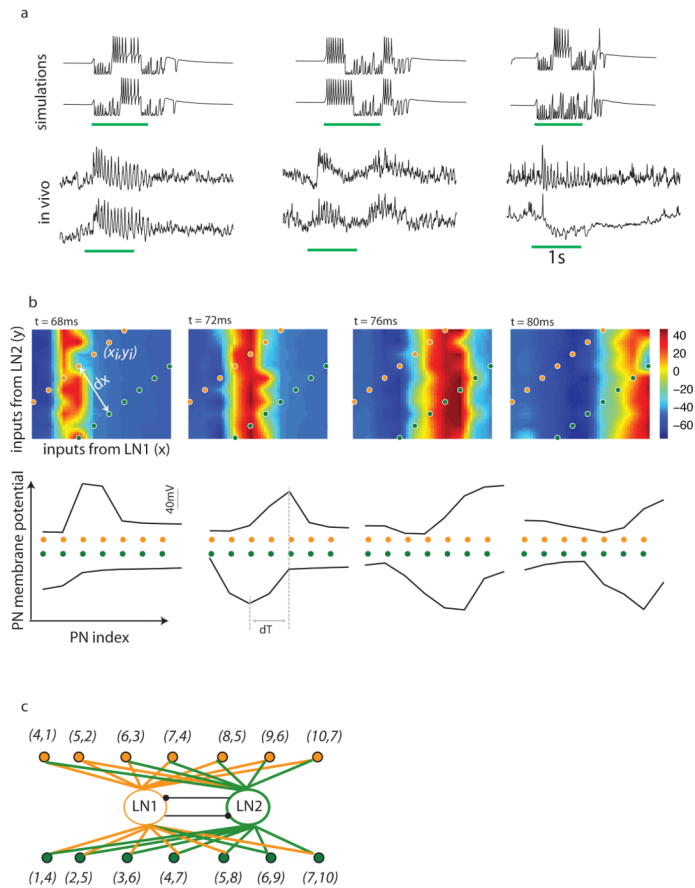 a
simulations
in vivo
1s
b
t = 68ms
t = 72ms
t = 76ms
t = 80ms
inputs from LN2 (y)
(xi,yi)
dx
40
20
0
−20
−40
−60
inputs from LN1 (x)
PN membrane potential
40mV
dT
PN index
c
(4,1) (5,2) (6,3) (7,4) (8,5) (9,6) (10,7)
LN1 LN2
(1,4) (2,5) (3,6) (4,7) (5,8) (6,9) (7,10)